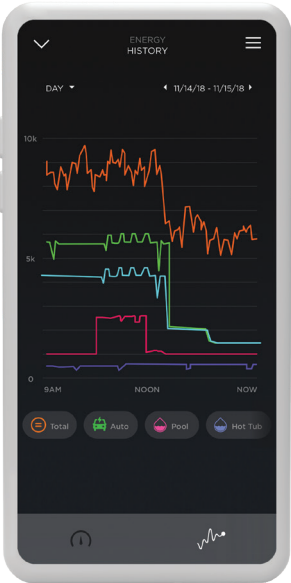 ENERGY
HISTORY
DAY
11/14/18 - 11/15/18
10k
5k
0
9AM NOON NOW
Total Auto Pool Hot Tub